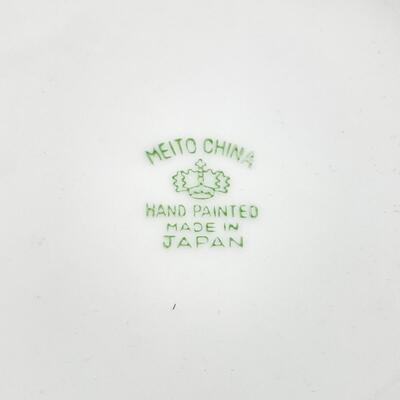 MEITO CHINA
HAND PAINTED
MADE IN
JAPAN